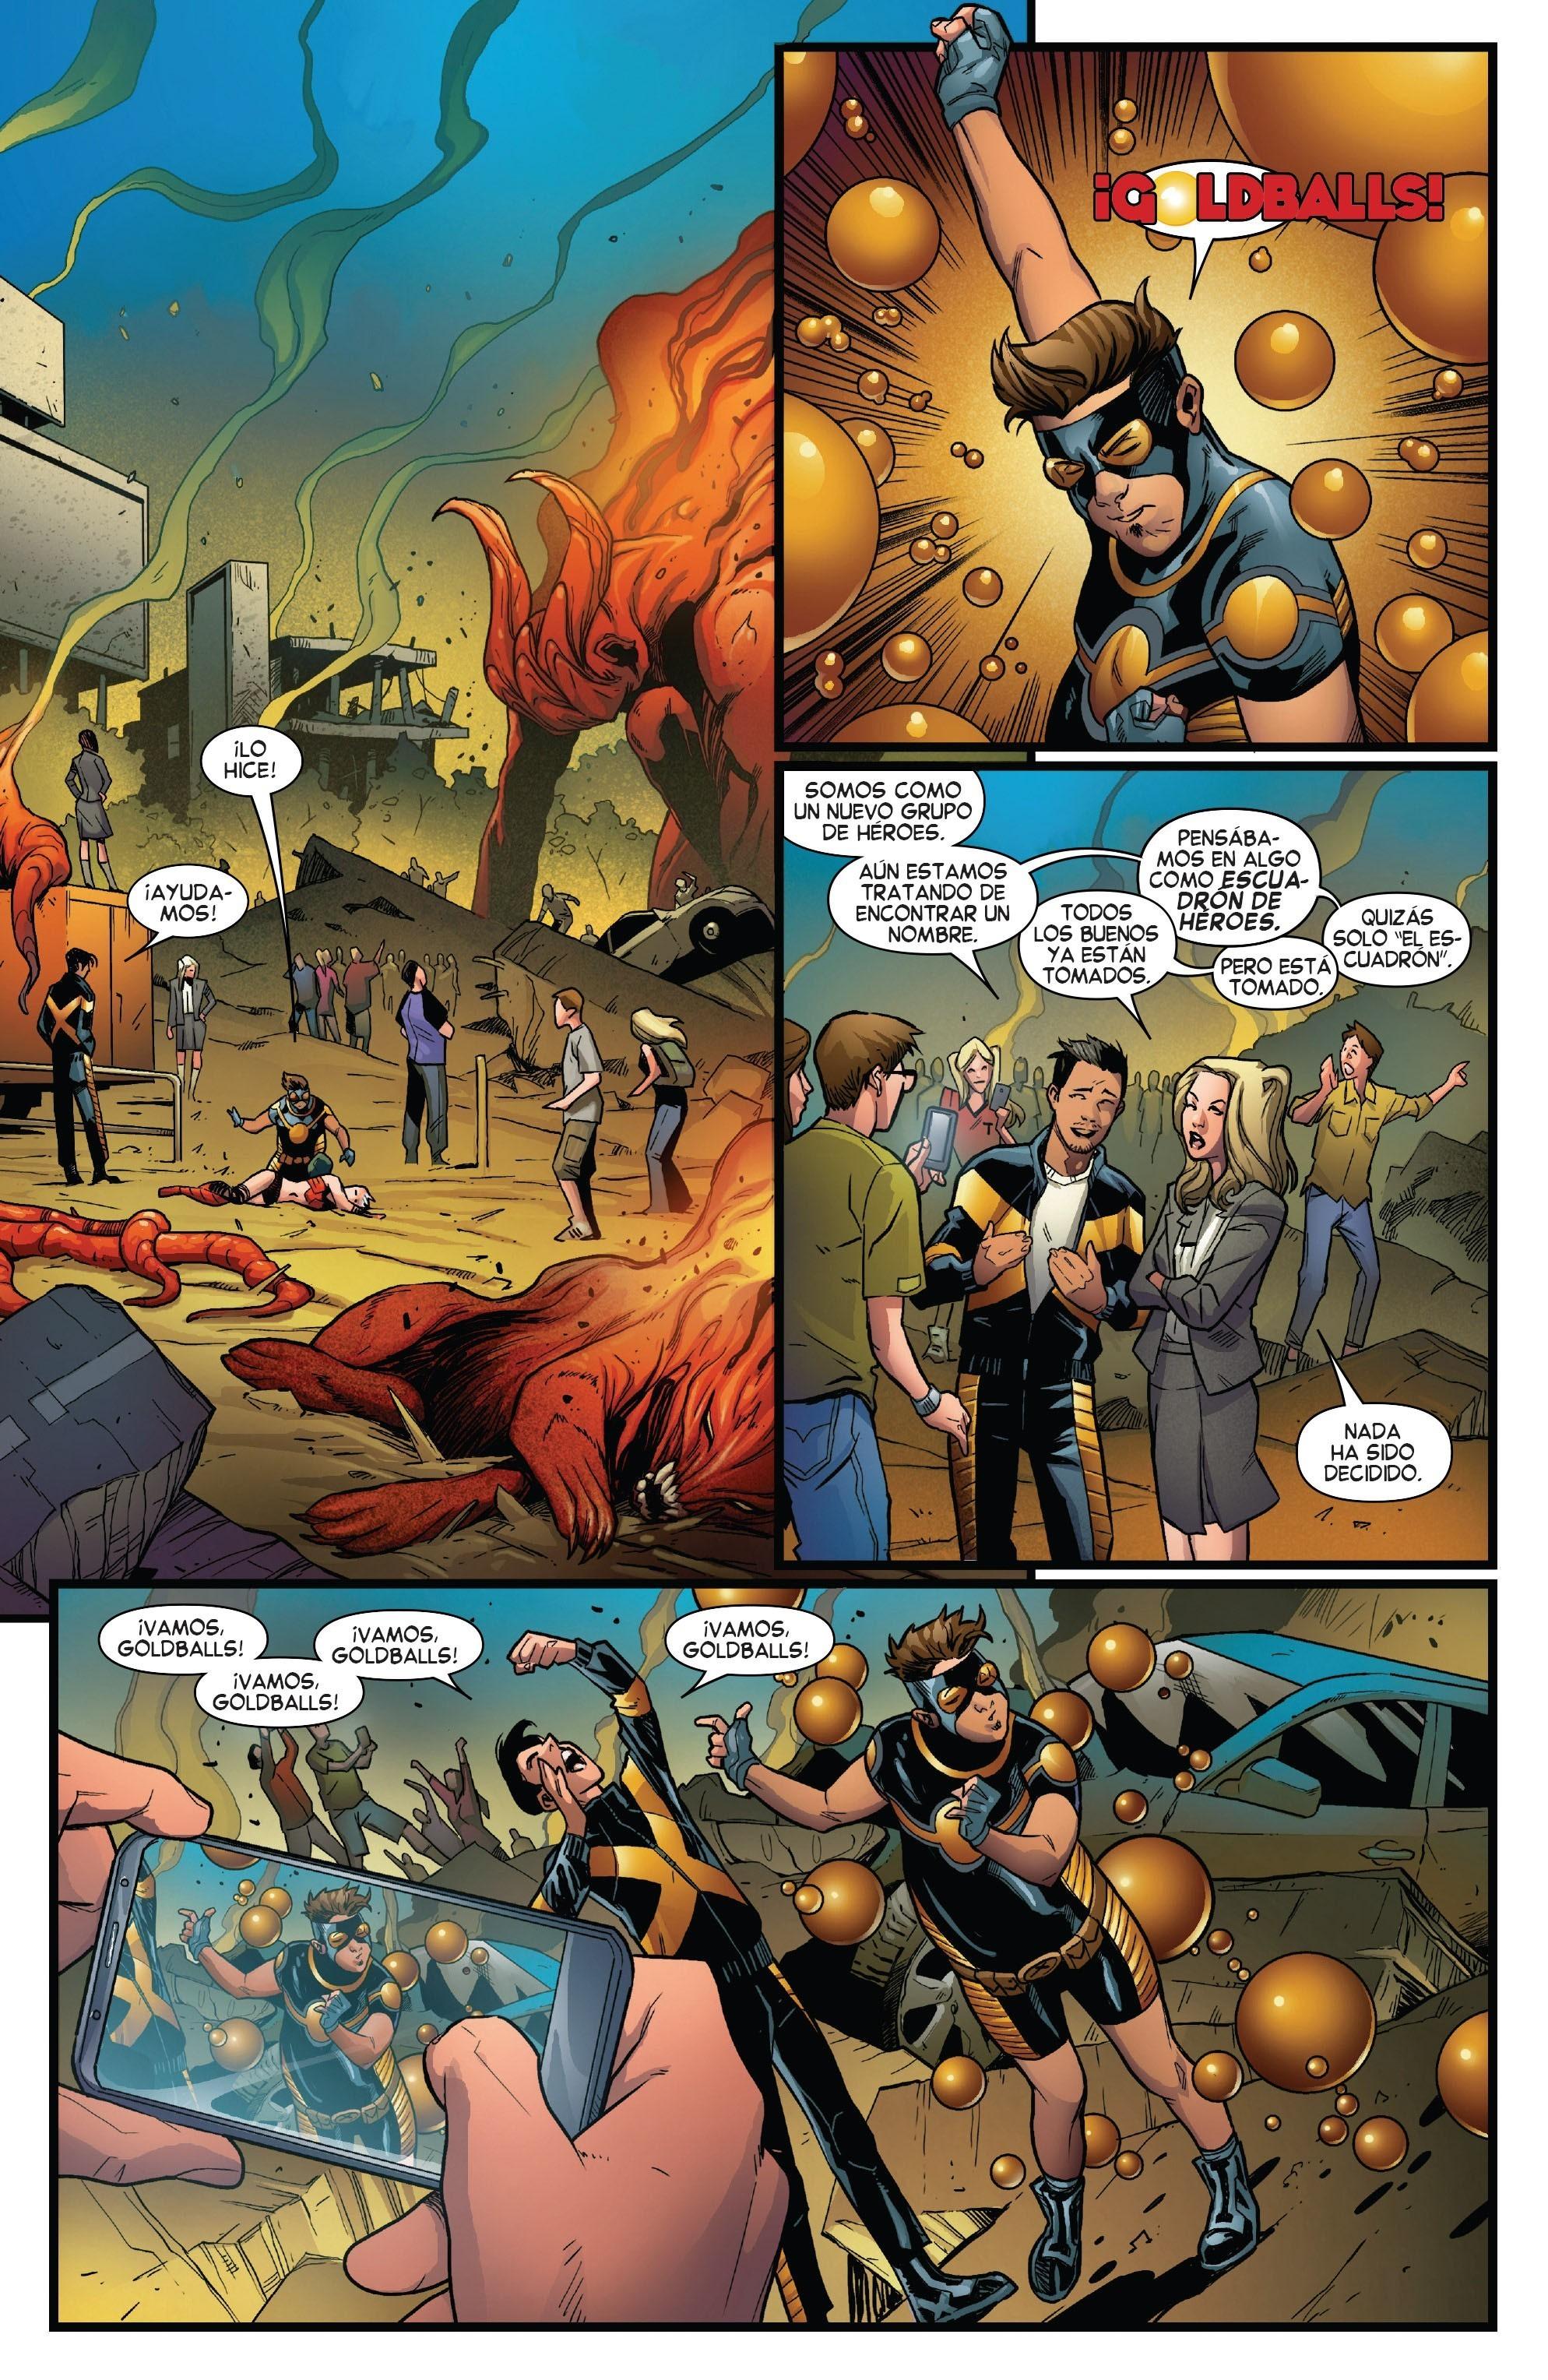 ¡LO
HICE!
¡AYUDA-
MOS!
¡GOLDBALLS!
SOMOS COMO
UN NUEVO GRUPO
DE HÉROES.
AÚN ESTAMOS
TRATANDO DE
ENCONTRAR UN
NOMBRE.
TODOS
LOS BUENOS
YA ESTÁN
TOMADOS.
PENSÁBA-
MOS EN ALGO
COMO ESCUA-
DRÓN DE
HÉROES.
PERO ESTÁ
TOMADO.
QUIZÁS
SOLO "EL ES-
CUADRÓN".
NADA
HA SIDO
DECIDIDO.
¡VAMOS,
GOLDBALLS!
¡VAMOS,
GOLDBALLS!
¡VAMOS,
GOLDBALLS!
¡VAMOS,
GOLDBALLS!
T